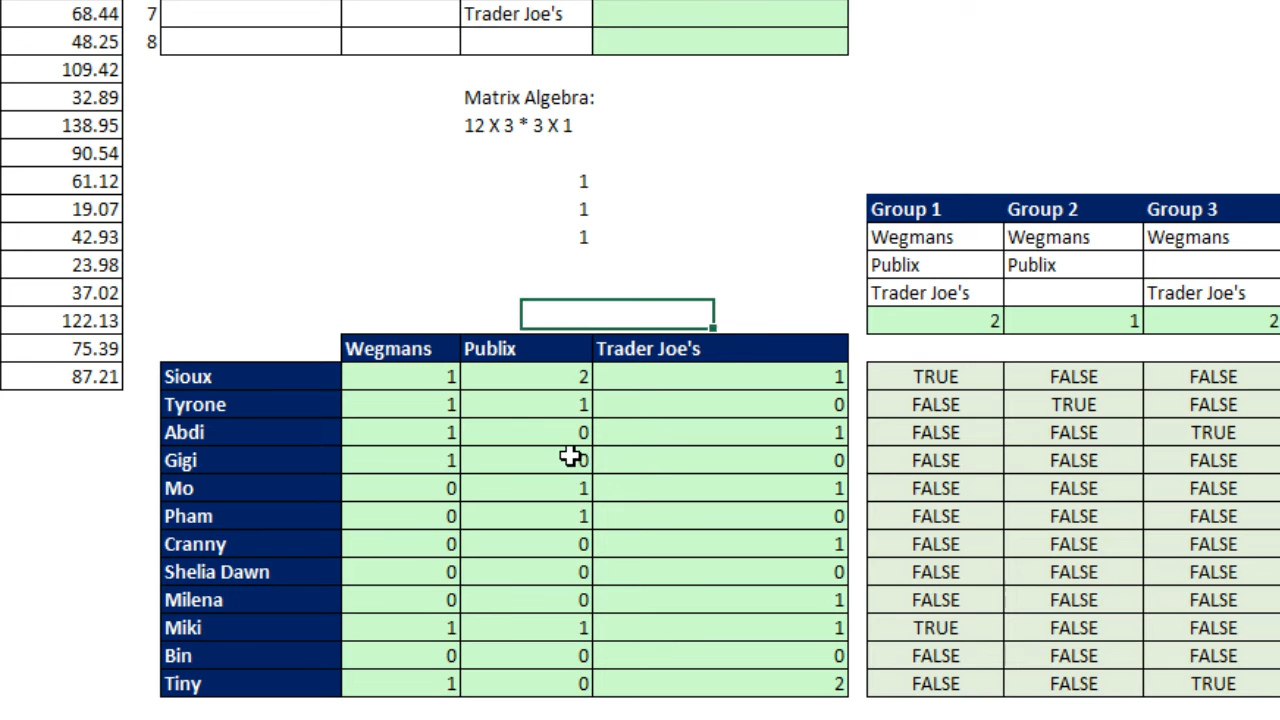 68.44 7 Trader Joe's
48.25 8
109.42
32.89 Matrix Algebra:
138.95 12 X 3 * 3 X 1
90.54
61.12 1
19.07 1 Group 1 Group 2 Group 3
42.93 1 Wegmans Wegmans Wegmans
23.98 Publix Publix
37.02 Trader Joe's Trader Joe's
122.13 2 1 2
75.39 Wegmans Publix Trader Joe's
87.21 Sioux 1 2 1 TRUE FALSE FALSE
Tyrone 1 1 0 FALSE TRUE FALSE
Abdi 1 0 1 FALSE FALSE TRUE
Gigi 1 0 0 FALSE FALSE FALSE
Mo 0 1 1 FALSE FALSE FALSE
Pham 0 1 0 FALSE FALSE FALSE
Cranny 0 0 1 FALSE FALSE FALSE
Shelia Dawn 0 0 0 FALSE FALSE FALSE
Milena 0 0 1 FALSE FALSE FALSE
Miki 1 1 1 TRUE FALSE FALSE
Bin 0 0 0 FALSE FALSE FALSE
Tiny 1 0 2 FALSE FALSE TRUE